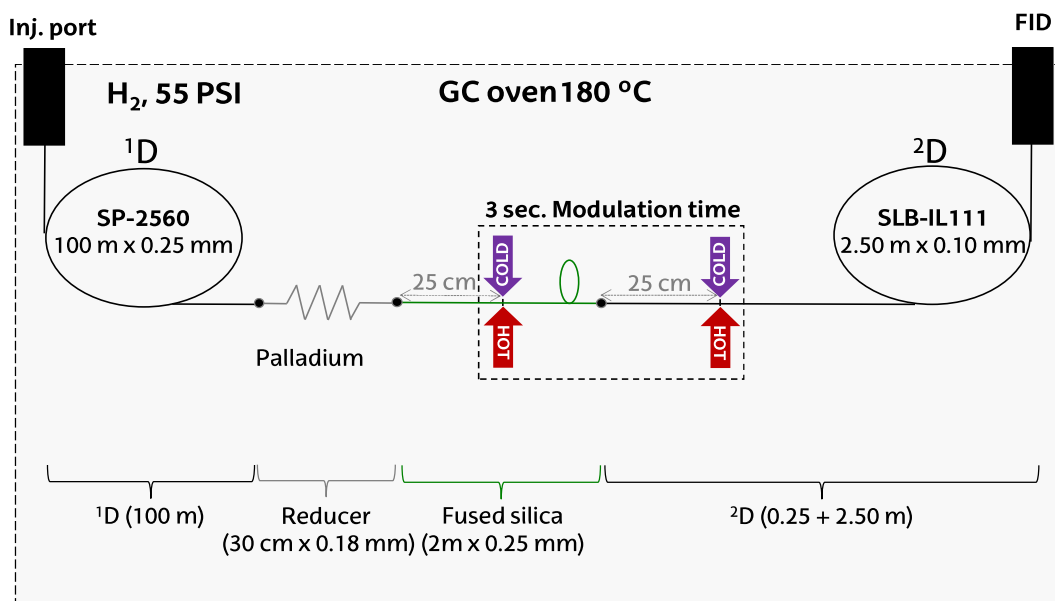 Inj. port
FID
H₂, 55 PSI
GC oven180 ⁰C
¹D
²D
SP-2560
100 m x 0.25 mm
3 sec. Modulation time
SLB-IL111
2.50 m x 0.10 mm
COLD
COLD
25 cm
25 cm
HOT
HOT
Palladium
¹D (100 m)
Reducer
(30 cm x 0.18 mm)
Fused silica
(2m x 0.25 mm)
²D (0.25 + 2.50 m)